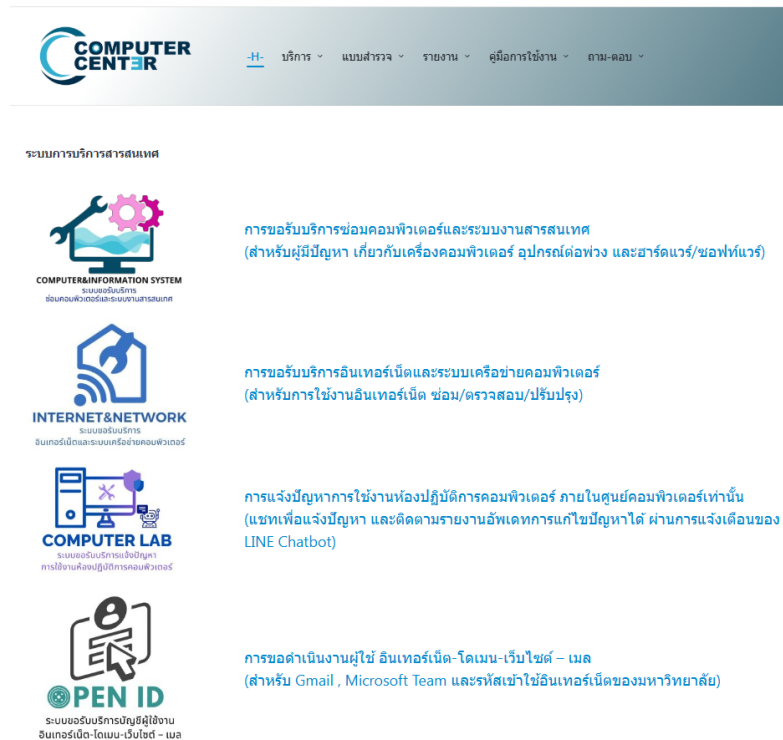 COMPUTER
CENTER
-H- บริการ แบบสำรวจ รายงาน คู่มือการใช้งาน ถาม-ตอบ
ระบบการบริการสารสนเทศ
COMPUTER&INFORMATION SYSTEM
ระบบขอรับบริการ
ซ่อมคอมพิวเตอร์และระบบงานสารสนเทศ
การขอรับบริการซ่อมคอมพิวเตอร์และระบบงานสารสนเทศ
(สำหรับผู้มีปัญหา เกี่ยวกับเครื่องคอมพิวเตอร์ อุปกรณ์ต่อพ่วง และฮาร์ดแวร์/ซอฟท์แวร์)
INTERNET&NETWORK
ระบบขอรับบริการ
อินเทอร์เน็ตและระบบเครือข่ายคอมพิวเตอร์
การขอรับบริการอินเทอร์เน็ตและระบบเครือข่ายคอมพิวเตอร์
(สำหรับการใช้งานอินเทอร์เน็ต ซ่อม/ตรวจสอบ/ปรับปรุง)
COMPUTER LAB
ระบบขอรับบริการแจ้งปัญหา
การใช้งานห้องปฏิบัติการคอมพิวเตอร์
การแจ้งปัญหาการใช้งานห้องปฏิบัติการคอมพิวเตอร์ ภายในศูนย์คอมพิวเตอร์เท่านั้น
(แชทเพื่อแจ้งปัญหา และติดตามรายงานอัพเดทการแก้ไขปัญหาได้ ผ่านการแจ้งเตือนของ
LINE Chatbot)
OPEN ID
ระบบขอรับบริการบัญชีผู้ใช้งาน
อินเทอร์เน็ต-โดเมน-เว็บไซต์ – เมล
การขอดำเนินงานผู้ใช้ อินเทอร์เน็ต-โดเมน-เว็บไซต์ – เมล
(สำหรับ Gmail , Microsoft Team และรหัสเข้าใช้อินเทอร์เน็ตของมหาวิทยาลัย)